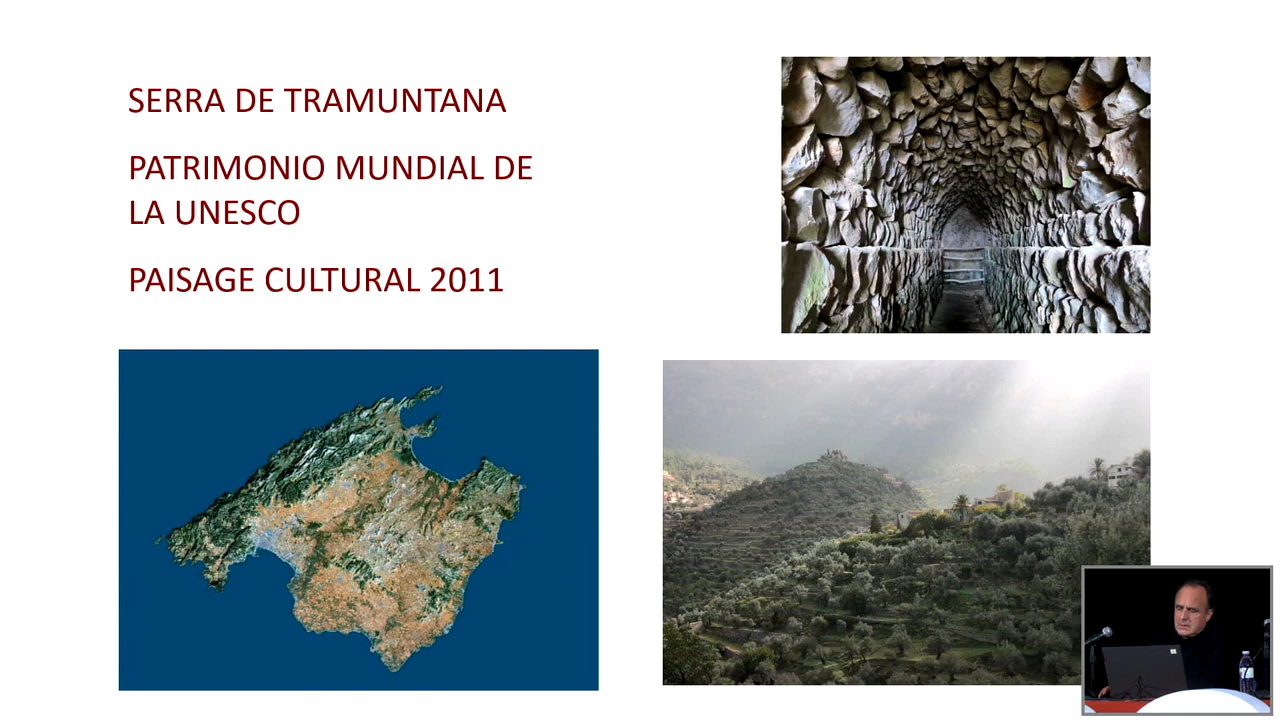 SERRA DE TRAMUNTANA
PATRIMONIO MUNDIAL DE
LA UNESCO
PAISAGE CULTURAL 2011